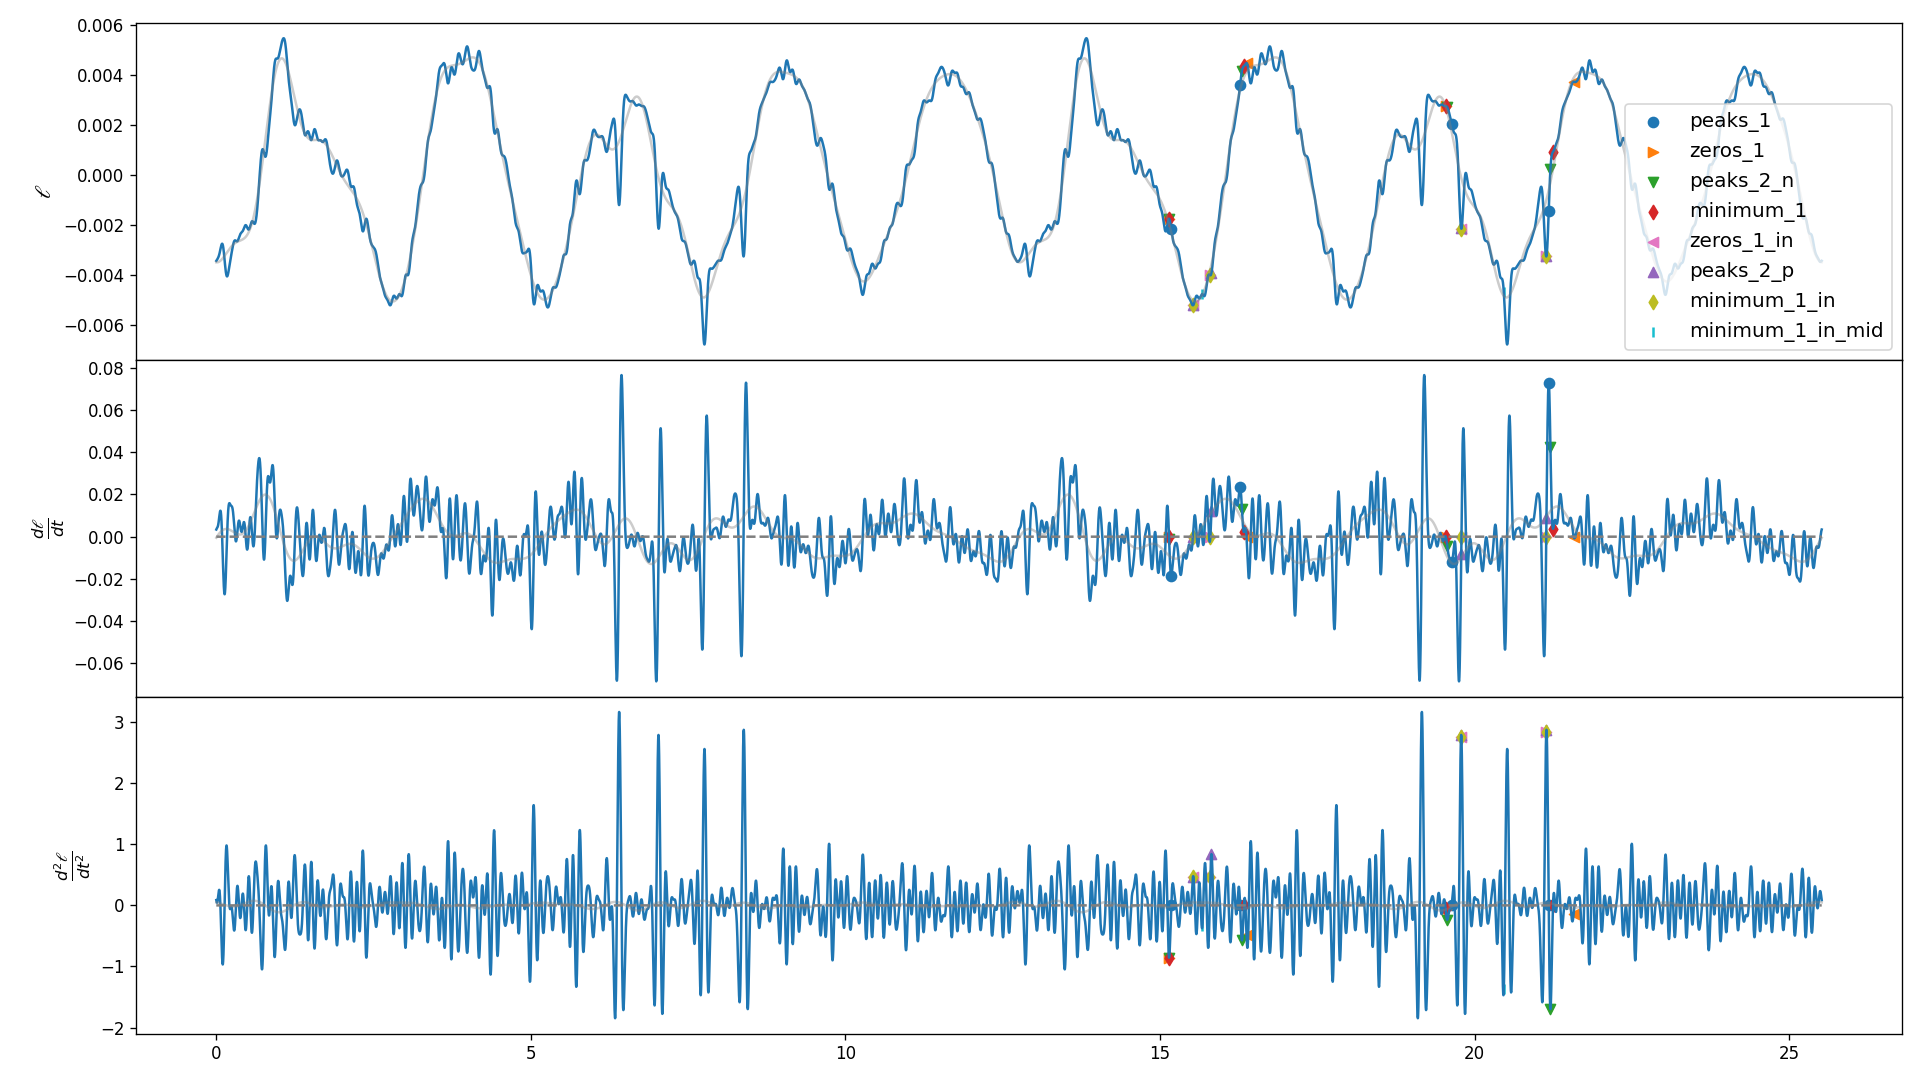 0.006
0.004
0.002
0.000
−0.002
−0.004
−0.006
ℓ
peaks_1
zeros_1
peaks_2_n
minimum_1
zeros_1_in
peaks_2_p
minimum_1_in
minimum_1_in_mid
0.08
0.06
0.04
0.02
0.00
−0.02
−0.04
−0.06
dℓ/dt
3
2
1
0
−1
−2
d²ℓ/dt²
0 5 10 15 20 25